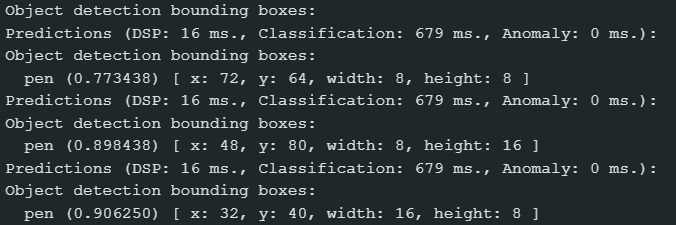 Object detection bounding boxes:
Predictions (DSP: 16 ms., Classification: 679 ms., Anomaly: 0 ms.):
Object detection bounding boxes:
  pen (0.773438) [ x: 72, y: 64, width: 8, height: 8 ]
Predictions (DSP: 16 ms., Classification: 679 ms., Anomaly: 0 ms.):
Object detection bounding boxes:
  pen (0.898438) [ x: 48, y: 80, width: 8, height: 16 ]
Predictions (DSP: 16 ms., Classification: 679 ms., Anomaly: 0 ms.):
Object detection bounding boxes:
  pen (0.906250) [ x: 32, y: 40, width: 16, height: 8 ]